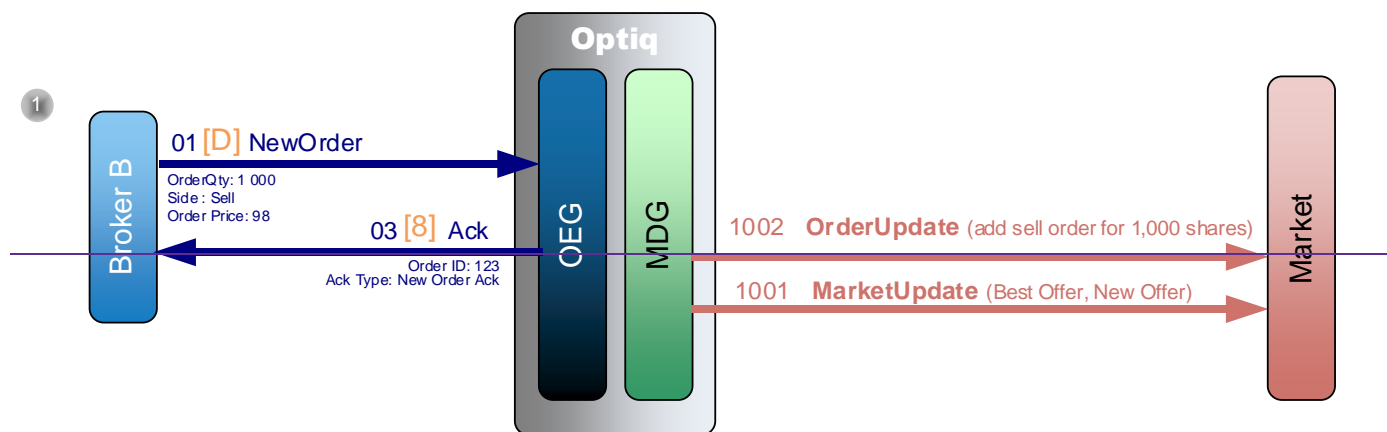 Optiq
1
Broker B
01 [D] NewOrder
OrderQty: 1 000
Side : Sell
Order Price: 98
03 [8] Ack
Order ID: 123
Ack Type: New Order Ack
OEG
MDG
1002 OrderUpdate (add sell order for 1,000 shares)
1001 MarketUpdate (Best Offer, New Offer)
Market